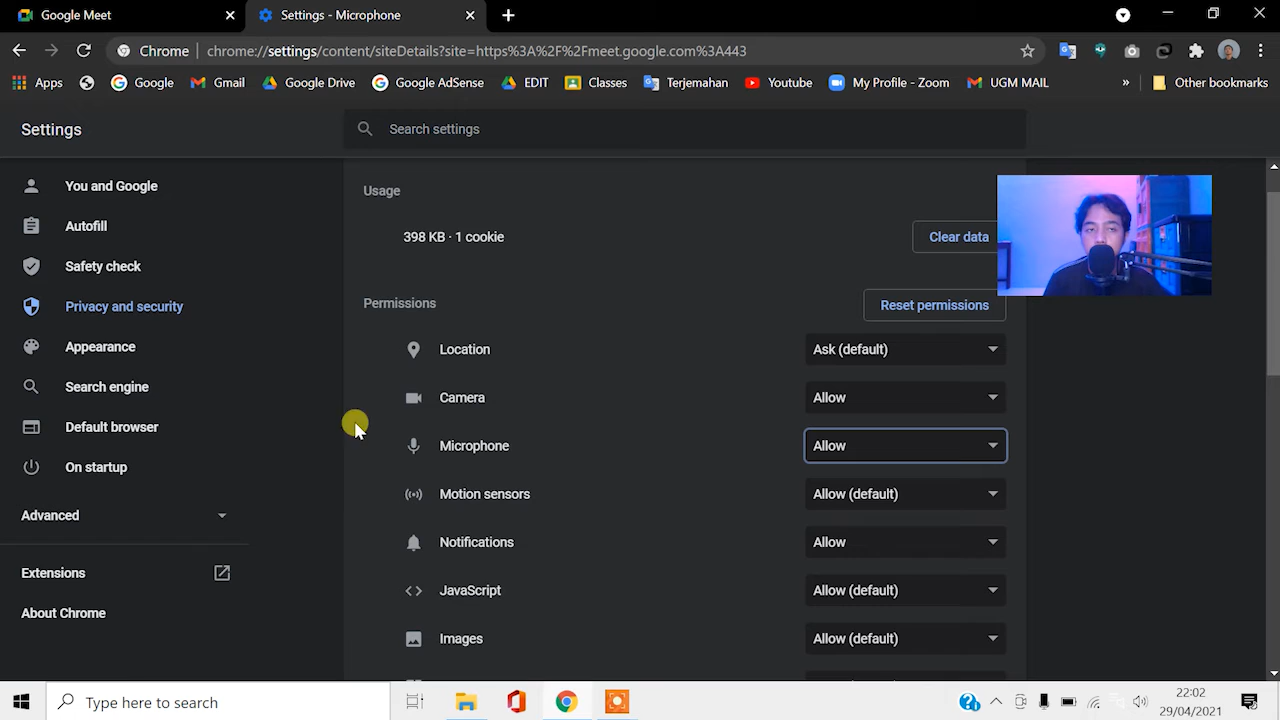 Google Meet
Settings - Microphone
Chrome chrome://settings/content/siteDetails?site=https%3A%2F%2Fmeet.google.com%3A443
Apps Google Gmail Google Drive Google AdSense EDIT Classes Terjemahan Youtube My Profile - Zoom UGM MAIL » Other bookmarks
Settings
Search settings
You and Google
Autofill
Safety check
Privacy and security
Appearance
Search engine
Default browser
On startup
Advanced
Extensions
About Chrome
Usage
398 KB · 1 cookie
Clear data
Permissions
Reset permissions
Location Ask (default)
Camera Allow
Microphone Allow
Motion sensors Allow (default)
Notifications Allow
JavaScript Allow (default)
Images Allow (default)
Type here to search
22:02
29/04/2021